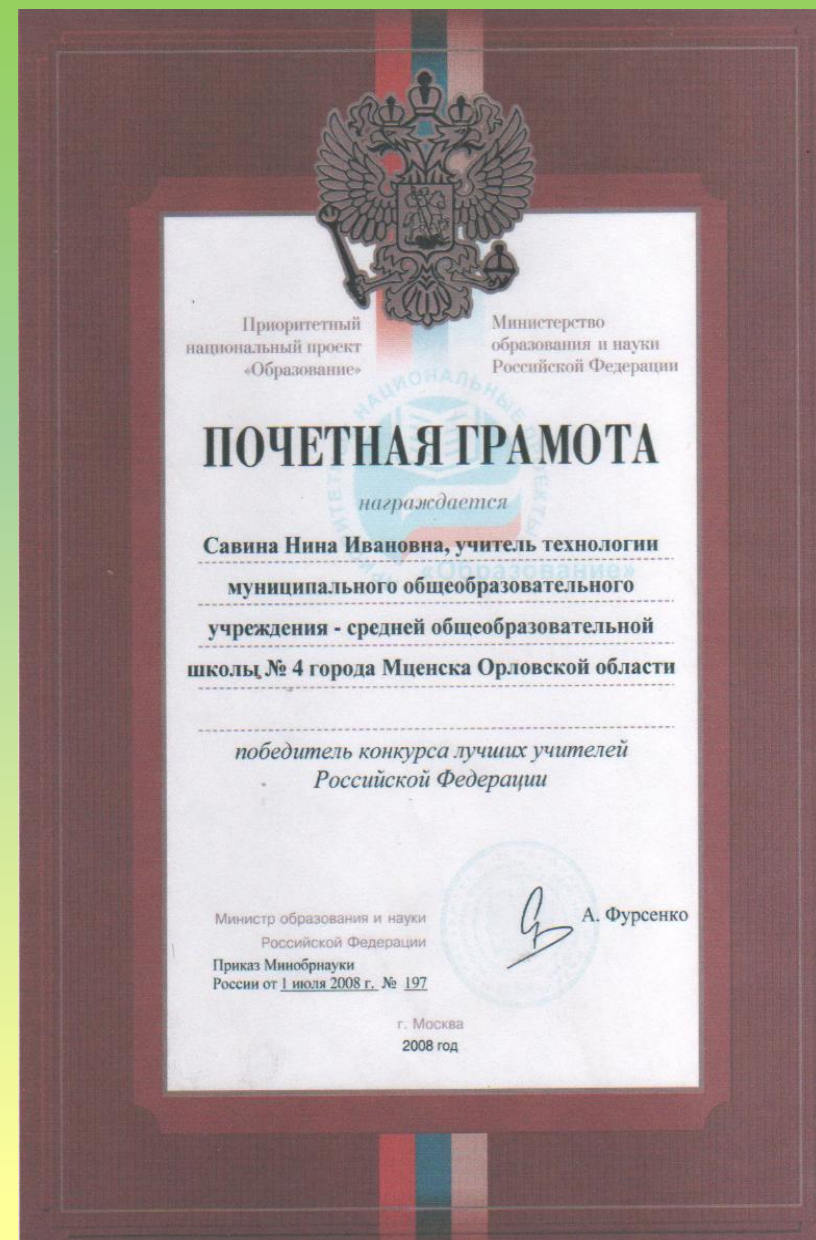 Приоритетный
национальный проект
«Образование»
Министерство
образования и науки
Российской Федерации
ПОЧЕТНАЯ ГРАМОТА
награждается
Савина Нина Ивановна, учитель технологии
«Образование»
муниципального общеобразовательного
учреждения - средней общеобразовательной
школы № 4 города Мценска Орловской области
победитель конкурса лучших учителей
Российской Федерации
Министр образования и науки
Российской Федерации
А. Фурсенко
Приказ Минобрнауки
России от 1 июля 2008 г. № 197
г. Москва
2008 год